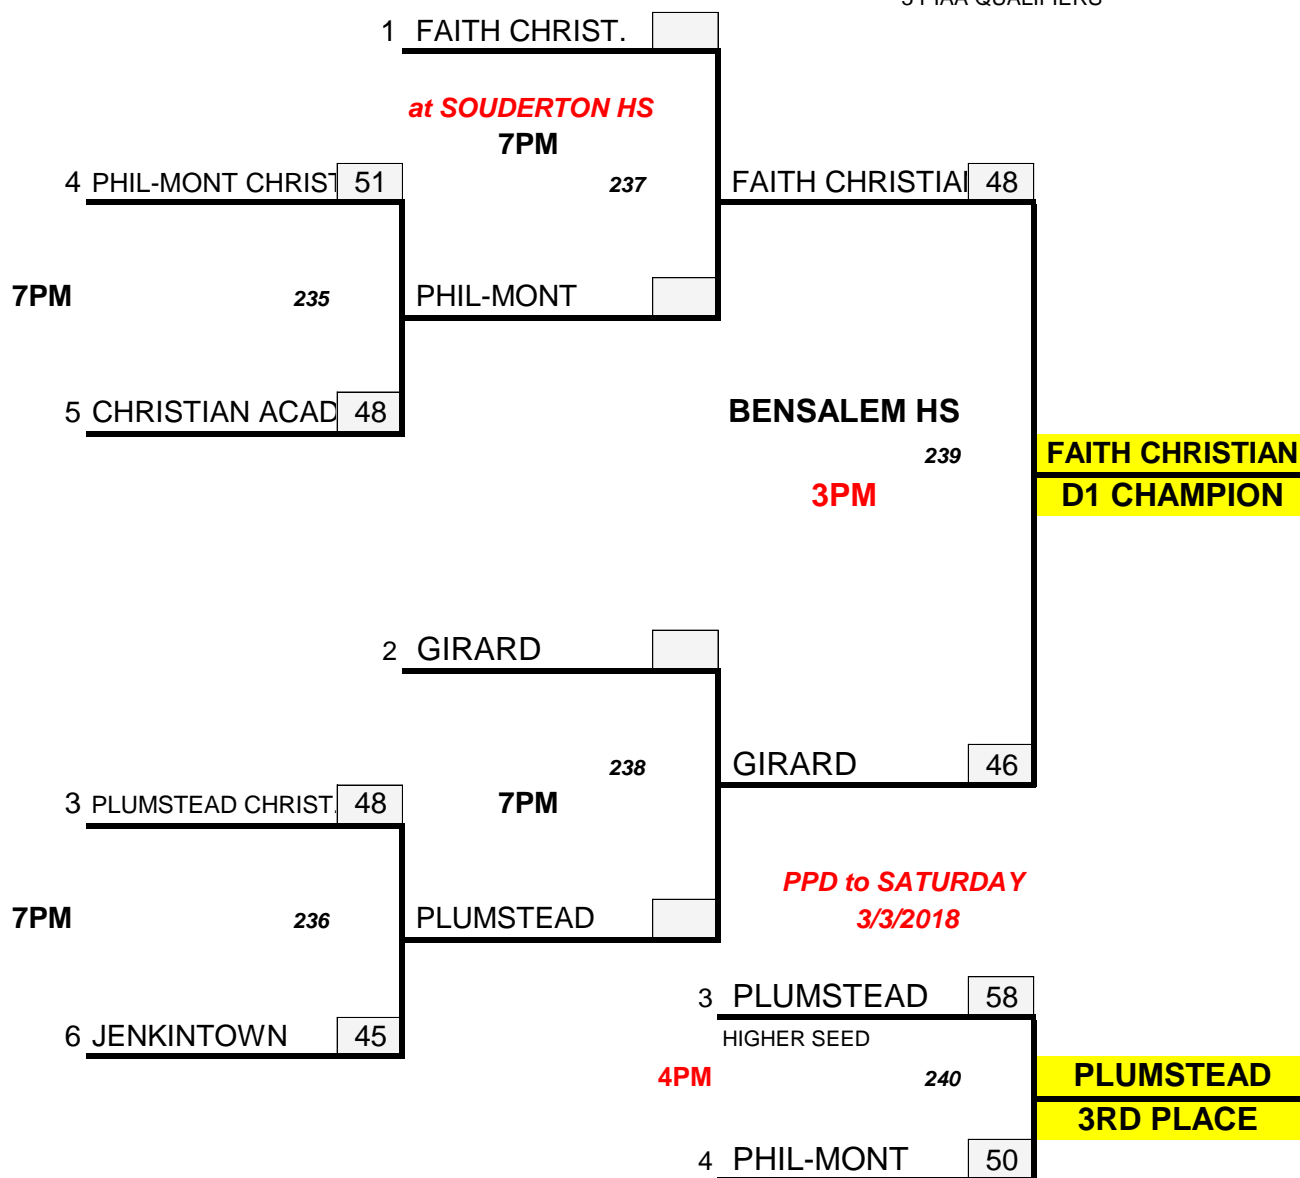 1 FAITH CHRIST.
at SOUDERTON HS
7PM
4 PHIL-MONT CHRIST 51
237
FAITH CHRISTIAN 48
7PM
235
PHIL-MONT
5 CHRISTIAN ACAD 48
BENSALEM HS
239
3PM
FAITH CHRISTIAN
D1 CHAMPION
2 GIRARD
238
7PM
GIRARD 46
3 PLUMSTEAD CHRIST. 48
7PM
236
PLUMSTEAD
PPD to SATURDAY
3/3/2018
6 JENKINTOWN 45
3 PLUMSTEAD 58
HIGHER SEED
4PM
240
PLUMSTEAD
3RD PLACE
4 PHIL-MONT 50